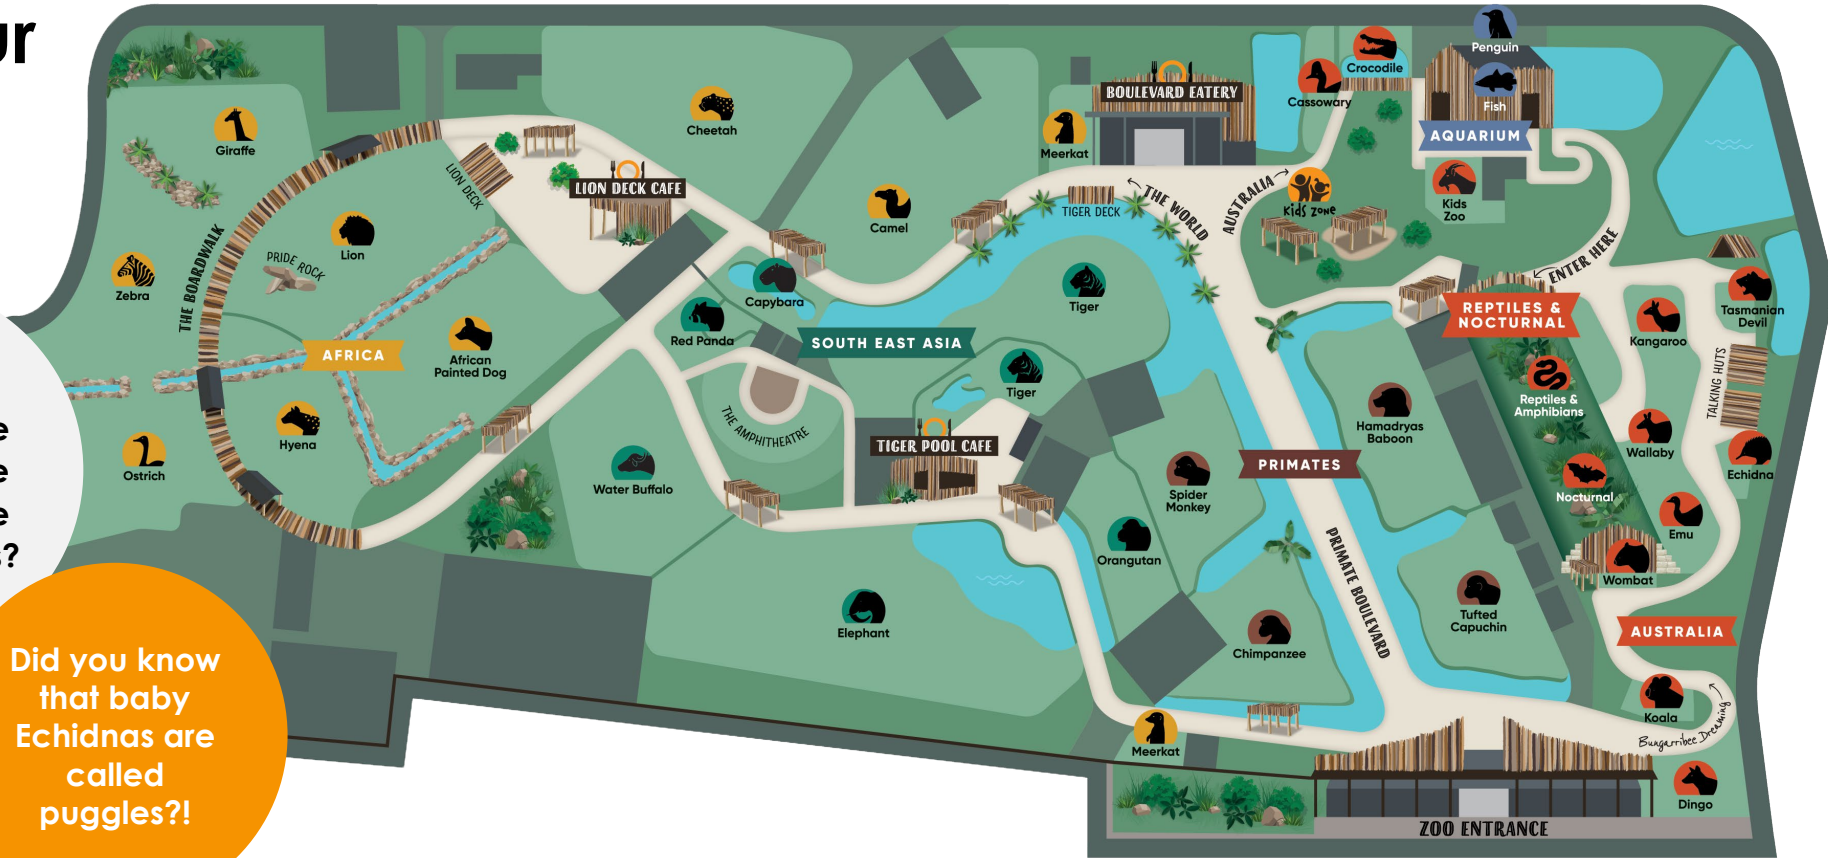 ur
Penguin
Crocodile
Fish
Cassowary
BOULEVARD EATERY
AQUARIUM
Cheetah
Giraffe
Meerkat
LION DECK
LION DECK CAFE
Kids
Zoo
KiDS ZONE
AUSTRALIA
THE WORLD
TIGER DECK
Camel
Lion
PRIDE ROCK
THE BOARDWALK
Zebra
ENTER HERE
Capybara
Tiger
REPTILES &
NOCTURNAL
Tasmanian
Devil
Kangaroo
Red Panda
SOUTH EAST ASIA
AFRICA
African
Painted Dog
Tiger
Reptiles &
Amphibians
TALKING HUTS
Hamadryas
Baboon
THE AMPHITHEATRE
TIGER POOL CAFE
Hyena
Ostrich
Wallaby
Echidna
PRIMATES
Water Buffalo
Spider
Monkey
Nocturnal
Emu
Orangutan
PRIMATE BOULEVARD
Wombat
Elephant
Tufted
Capuchin
AUSTRALIA
Chimpanzee
Koala
Bungarribee Dreaming
Meerkat
Dingo
ZOO ENTRANCE
e
e
e
s?
Did you know
that baby
Echidnas are
called
puggles?!